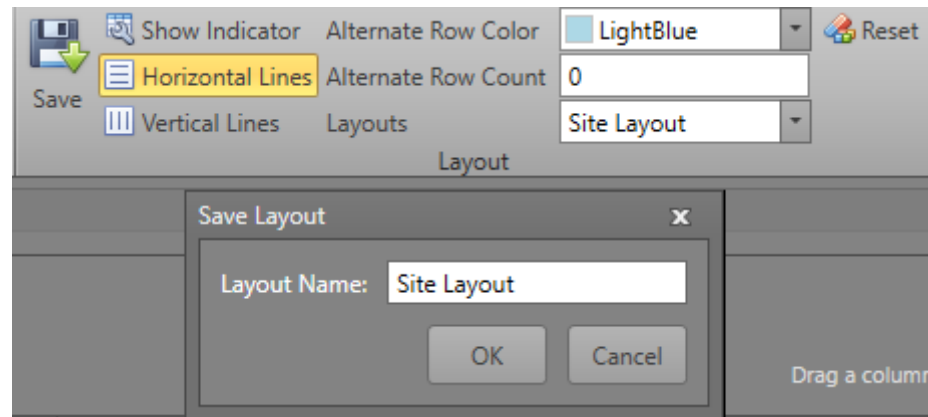 Show Indicator Alternate Row Color LightBlue Reset
Horizontal Lines Alternate Row Count 0
Save
Vertical Lines Layouts Site Layout
Layout
Save Layout x
Layout Name: Site Layout
OK Cancel
Drag a column